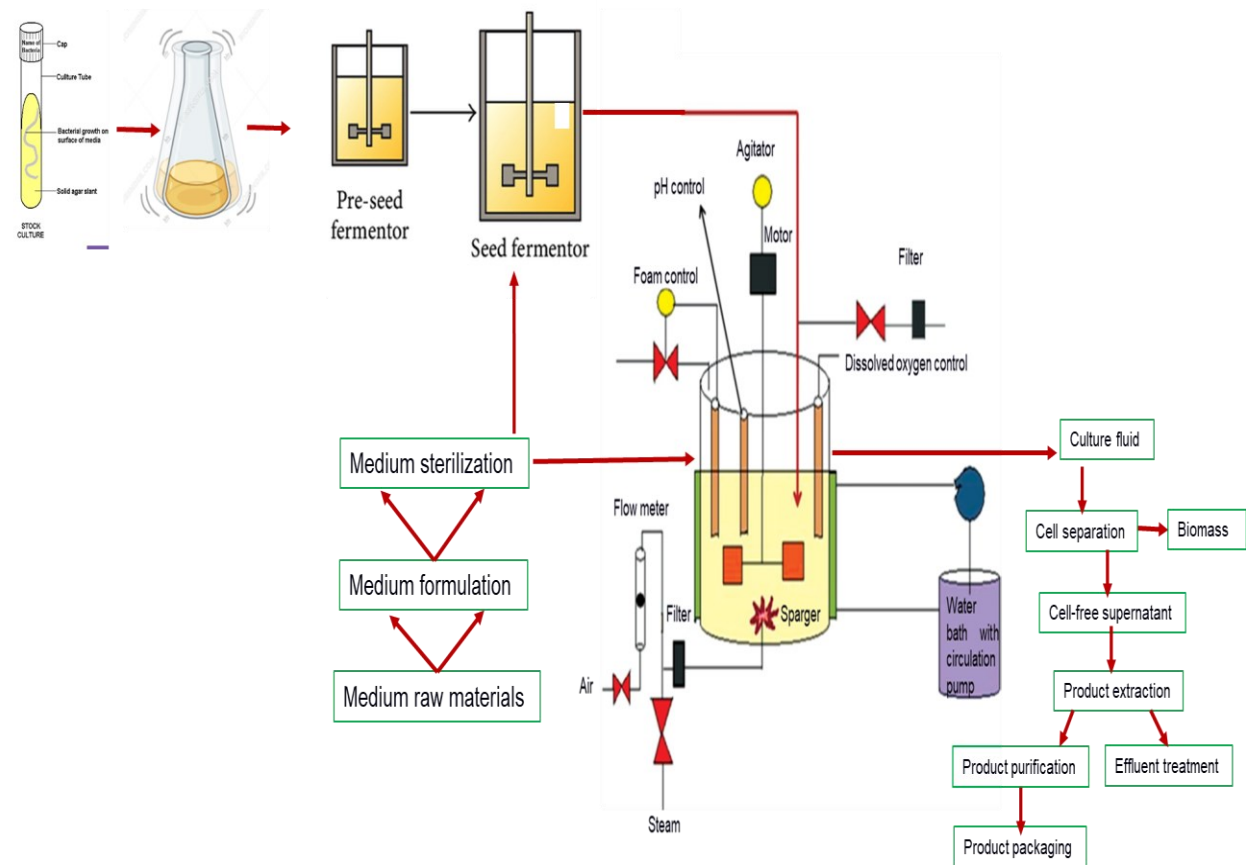 Name of
Bacteria
Cap
Culture Tube
Bacterial growth on
surface of media
Solid agar slant
STOCK
CULTURE
Pre-seed
fermentor
Seed fermentor
Agitator
pH control
Motor
Foam control
Filter
Dissolved oxygen control
Medium sterilization
Medium formulation
Medium raw materials
Flow meter
Filter
Air
Steam
Sparger
Water
bath with
circulation
pump
Culture fluid
Cell separation
Biomass
Cell-free supernatant
Product extraction
Product purification
Effluent treatment
Product packaging